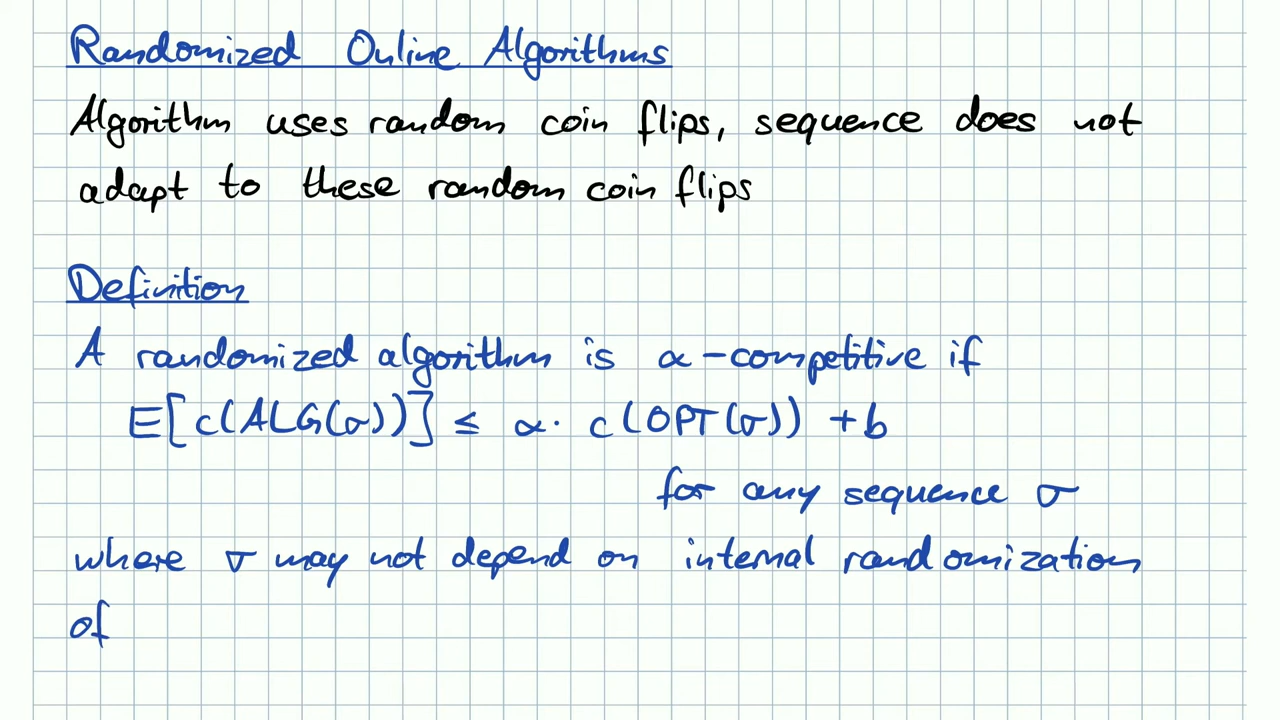 Randomized Online Algorithms
Algorithm uses random coin flips, sequence does not
adapt to these random coin flips
Definition
A randomized algorithm is α-competitive if
E[c(ALG(σ))] ≤ α · c(OPT(σ)) + b
for any sequence σ
where σ may not depend on internal randomization
of